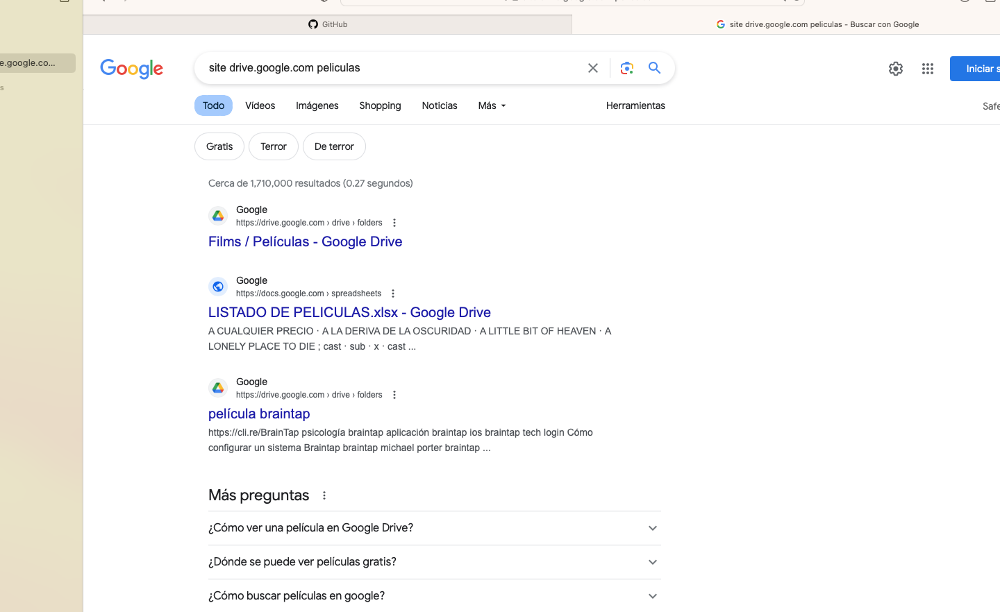 GitHub
site drive.google.com peliculas - Buscar con Google
e.google.co...
s
Google
site drive.google.com peliculas
Iniciar s
Todo
Vídeos
Imágenes
Shopping
Noticias
Más
Herramientas
Safe
Gratis
Terror
De terror
Cerca de 1,710,000 resultados (0.27 segundos)
Google
https://drive.google.com › drive › folders
Films / Películas - Google Drive
Google
https://docs.google.com › spreadsheets
LISTADO DE PELICULAS.xlsx - Google Drive
A CUALQUIER PRECIO · A LA DERIVA DE LA OSCURIDAD · A LITTLE BIT OF HEAVEN · A
LONELY PLACE TO DIE ; cast · sub · x · cast ...
Google
https://drive.google.com › drive › folders
película braintap
https://cli.re/BrainTap psicología braintap aplicación braintap ios braintap tech login Cómo
configurar un sistema Braintap braintap michael porter braintap ...
Más preguntas
¿Cómo ver una película en Google Drive?
¿Dónde se puede ver películas gratis?
¿Cómo buscar películas en google?